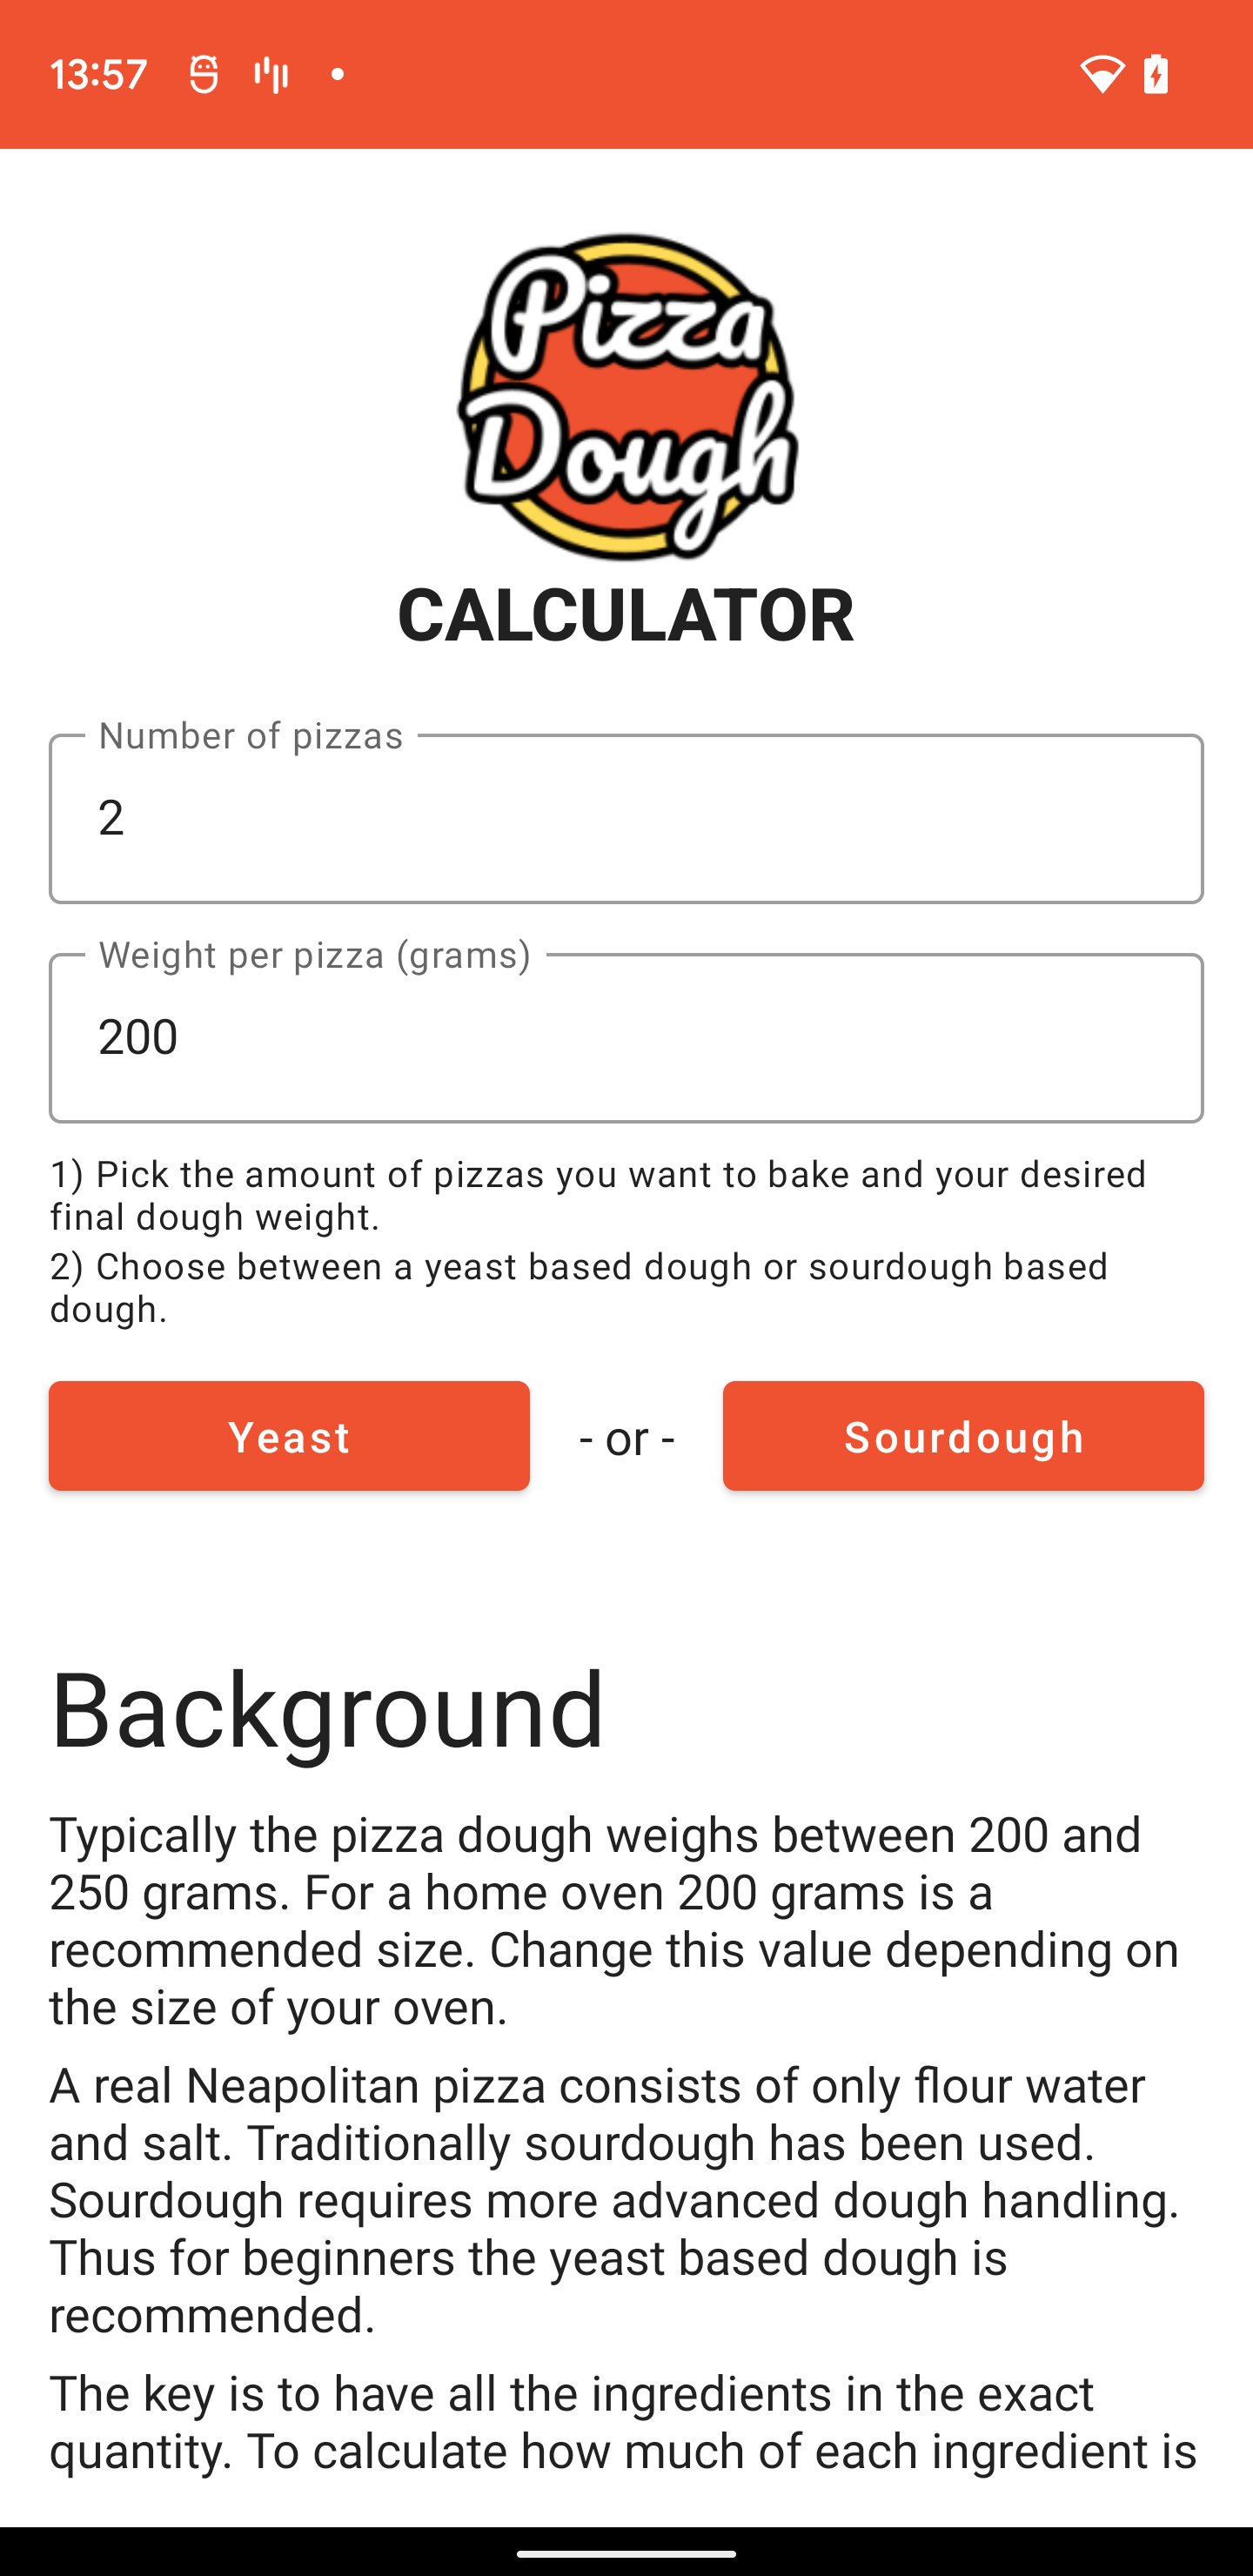 13:57
Pizza
Dough
CALCULATOR
Number of pizzas
2
Weight per pizza (grams)
200
1) Pick the amount of pizzas you want to bake and your desired
final dough weight.
2) Choose between a yeast based dough or sourdough based
dough.
Yeast - or - Sourdough
Background
Typically the pizza dough weighs between 200 and
250 grams. For a home oven 200 grams is a
recommended size. Change this value depending on
the size of your oven.
A real Neapolitan pizza consists of only flour water
and salt. Traditionally sourdough has been used.
Sourdough requires more advanced dough handling.
Thus for beginners the yeast based dough is
recommended.
The key is to have all the ingredients in the exact
quantity. To calculate how much of each ingredient is